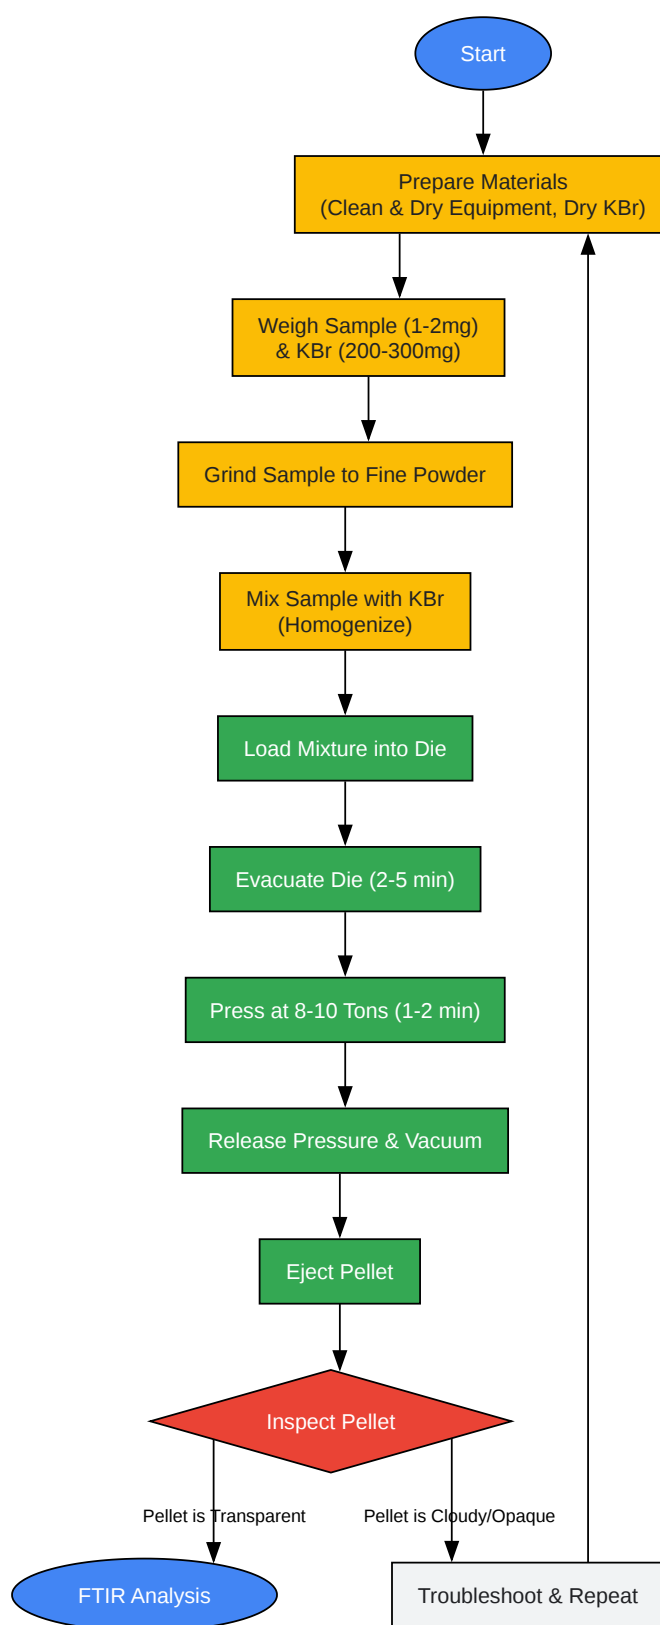 Start
Prepare Materials
(Clean & Dry Equipment, Dry KBr)
Weigh Sample (1-2mg)
& KBr (200-300mg)
Grind Sample to Fine Powder
Mix Sample with KBr
(Homogenize)
Load Mixture into Die
Evacuate Die (2-5 min)
Press at 8-10 Tons (1-2 min)
Release Pressure & Vacuum
Eject Pellet
Inspect Pellet
Pellet is Transparent
Pellet is Cloudy/Opaque
FTIR Analysis
Troubleshoot & Repeat